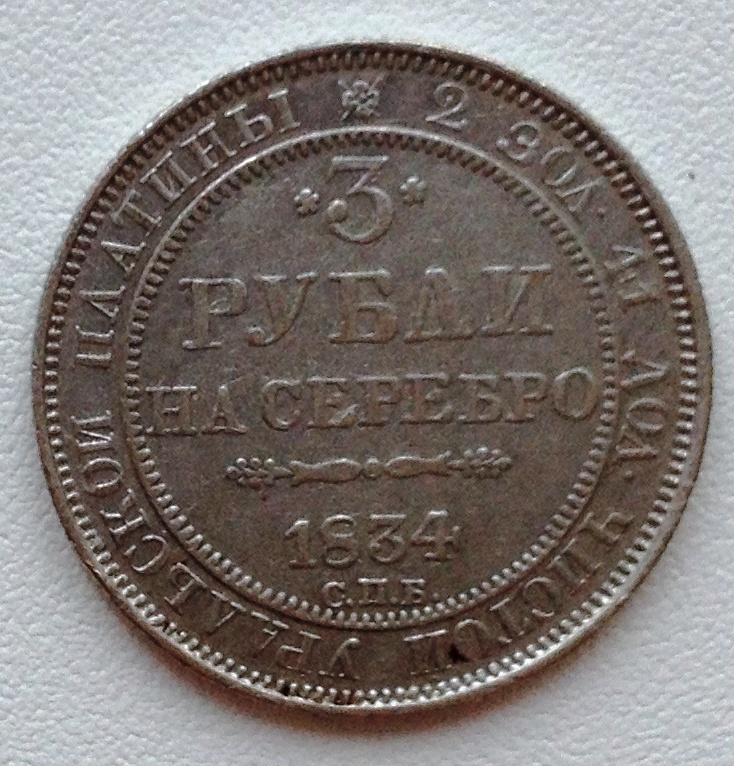 2 ЗОЛ. 41 ДОЛ. ЧИСТОЙ УРАЛЬСКОЙ ПЛАТИНЫ
3
РУБЛИ
НА СЕРЕБРО
1834
С.П.Б.